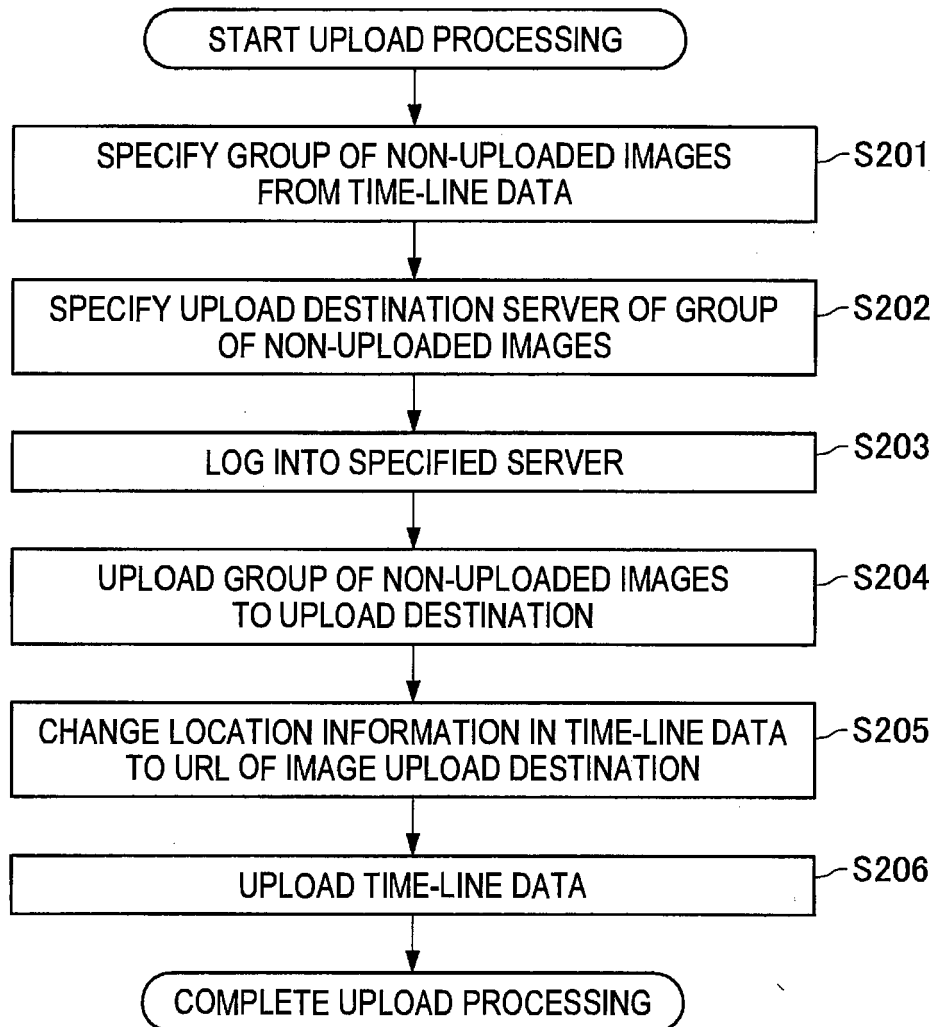 START UPLOAD PROCESSING
SPECIFY GROUP OF NON-UPLOADED IMAGES
FROM TIME-LINE DATA
S201
SPECIFY UPLOAD DESTINATION SERVER OF GROUP
OF NON-UPLOADED IMAGES
S202
LOG INTO SPECIFIED SERVER
S203
UPLOAD GROUP OF NON-UPLOADED IMAGES
TO UPLOAD DESTINATION
S204
CHANGE LOCATION INFORMATION IN TIME-LINE DATA
TO URL OF IMAGE UPLOAD DESTINATION
S205
UPLOAD TIME-LINE DATA
S206
COMPLETE UPLOAD PROCESSING